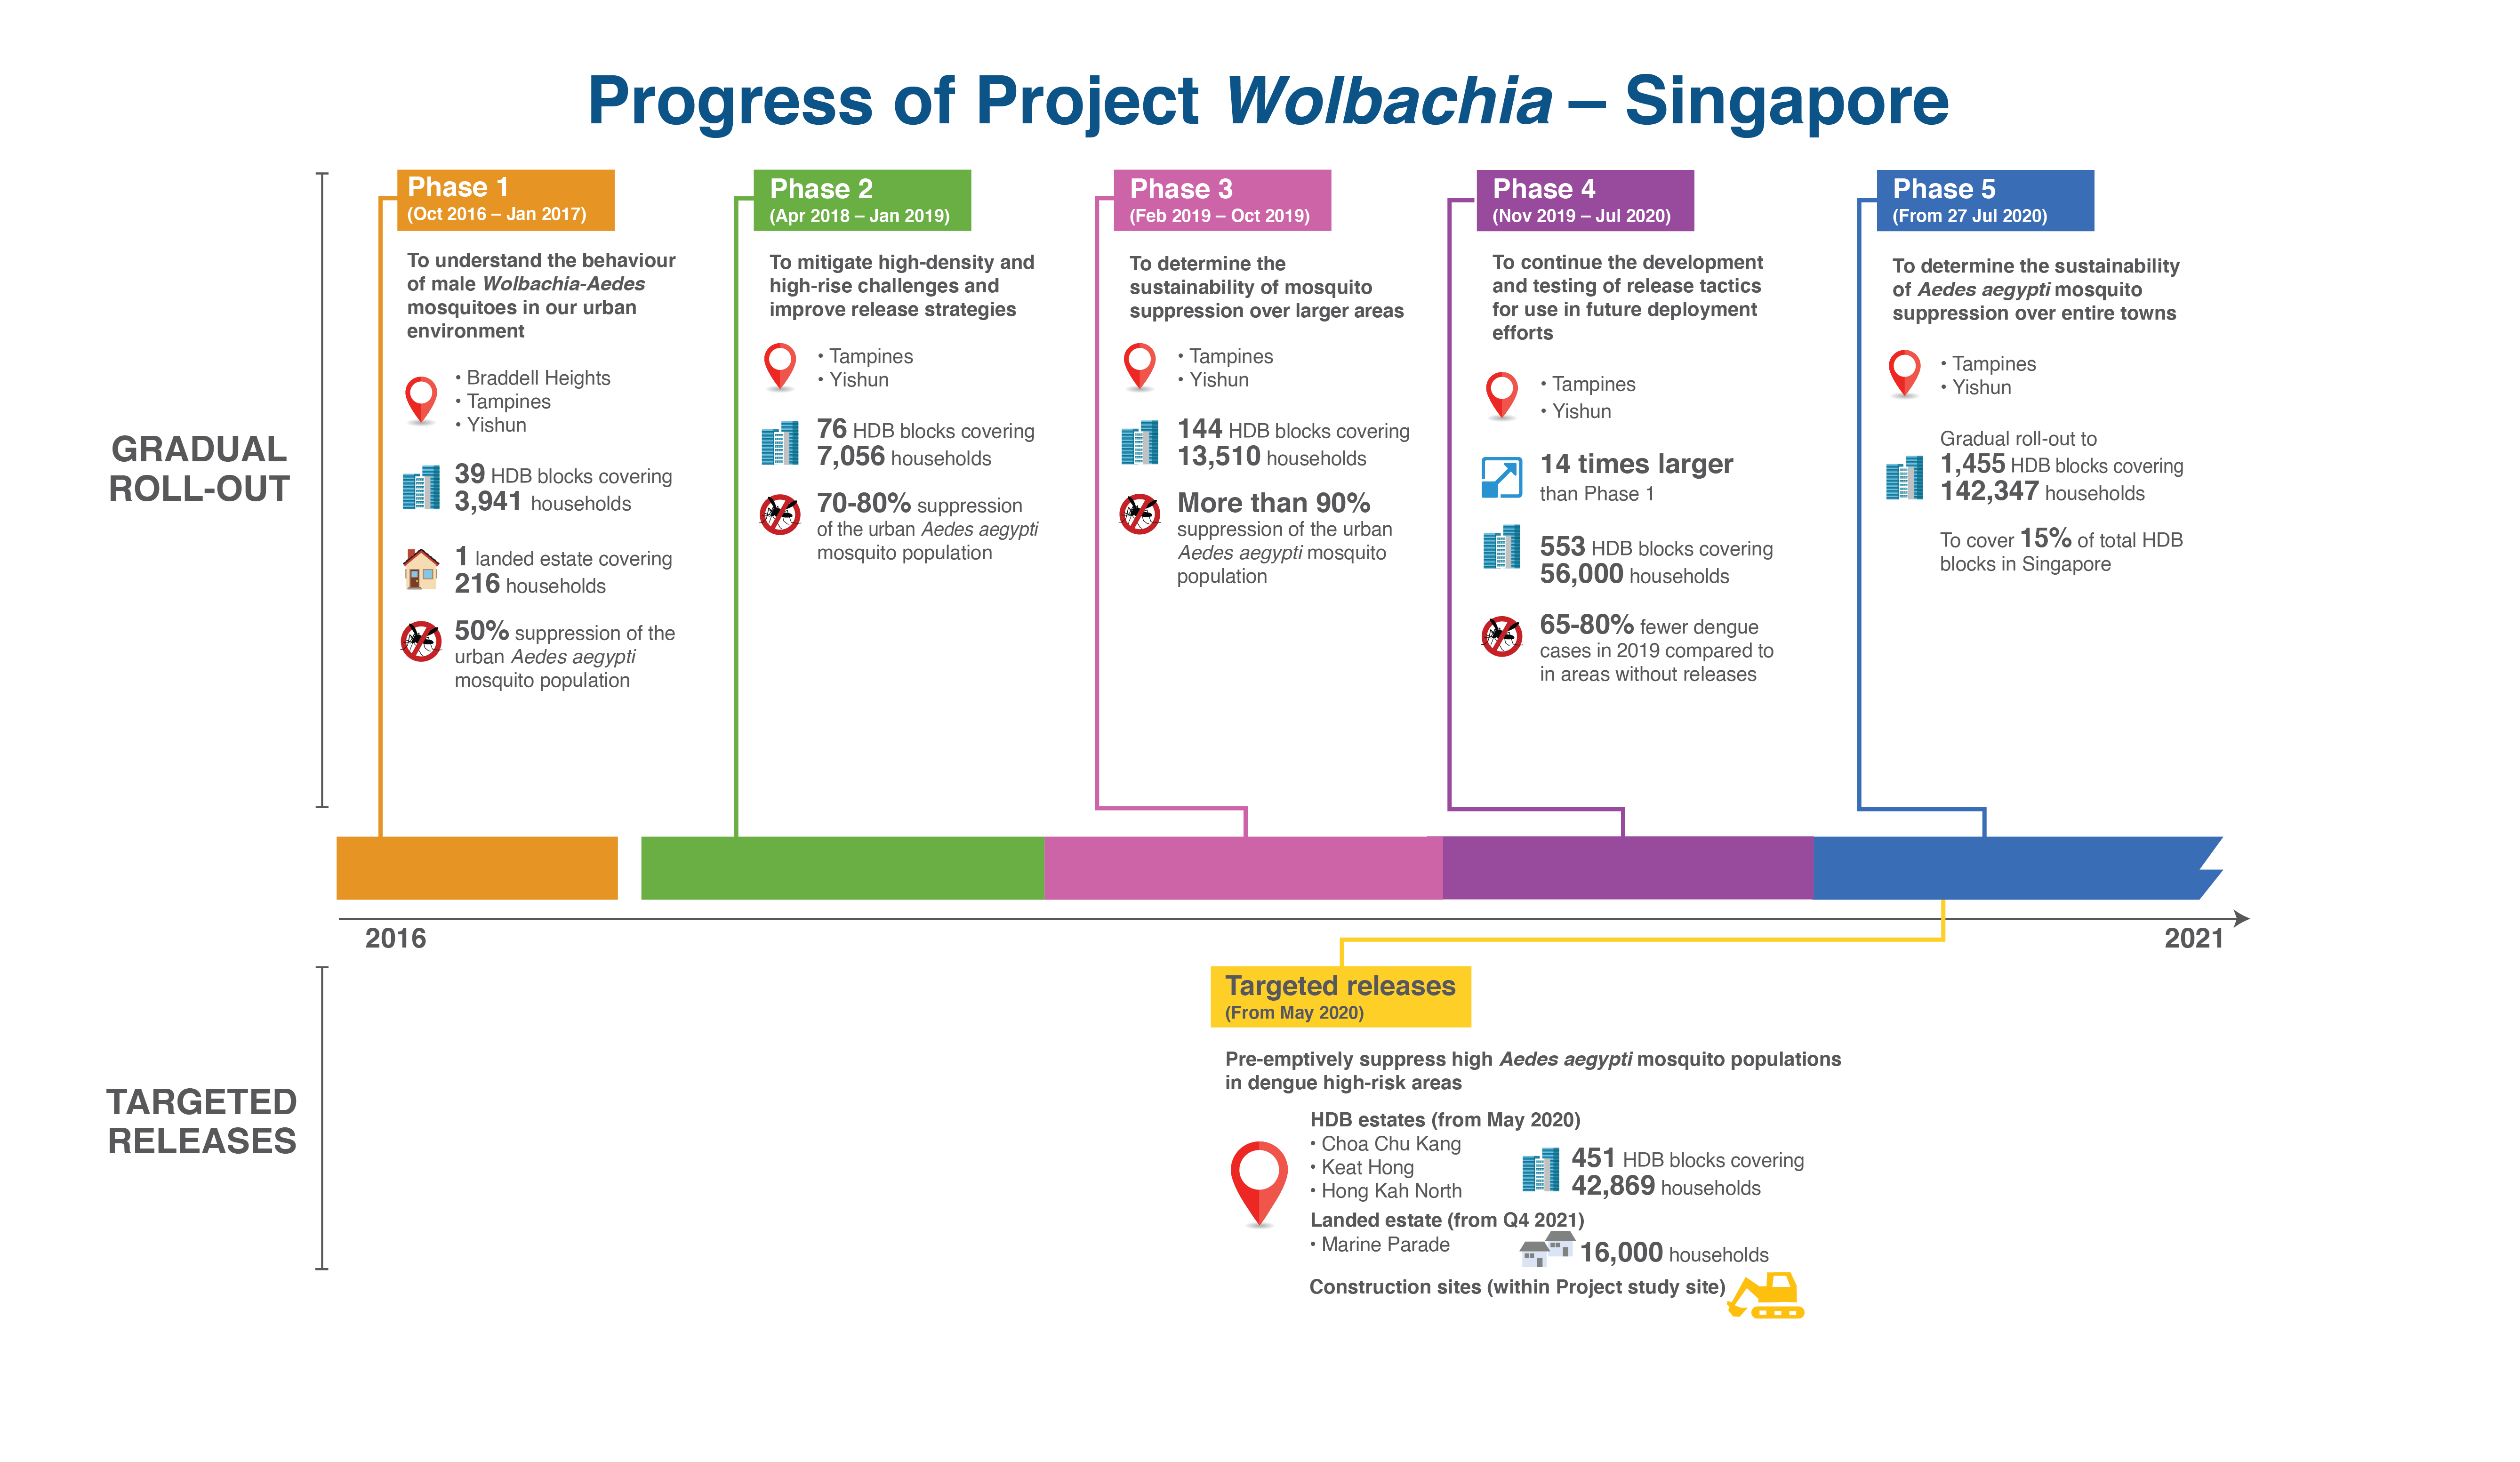 Progress of Project Wolbachia – Singapore
GRADUAL
ROLL-OUT
Phase 1
(Oct 2016 – Jan 2017)
To understand the behaviour
of male Wolbachia-Aedes
mosquitoes in our urban
environment
• Braddell Heights
• Tampines
• Yishun
39 HDB blocks covering
3,941 households
1 landed estate covering
216 households
50% suppression of the
urban Aedes aegypti
mosquito population
Phase 2
(Apr 2018 – Jan 2019)
To mitigate high-density and
high-rise challenges and
improve release strategies
• Tampines
• Yishun
76 HDB blocks covering
7,056 households
70-80% suppression
of the urban Aedes aegypti
mosquito population
Phase 3
(Feb 2019 – Oct 2019)
To determine the
sustainability of mosquito
suppression over larger areas
• Tampines
• Yishun
144 HDB blocks covering
13,510 households
More than 90%
suppression of the urban
Aedes aegypti mosquito
population
Phase 4
(Nov 2019 – Jul 2020)
To continue the development
and testing of release tactics
for use in future deployment
efforts
• Tampines
• Yishun
14 times larger
than Phase 1
553 HDB blocks covering
56,000 households
65-80% fewer dengue
cases in 2019 compared to
in areas without releases
Phase 5
(From 27 Jul 2020)
To determine the sustainability
of Aedes aegypti mosquito
suppression over entire towns
• Tampines
• Yishun
Gradual roll-out to
1,455 HDB blocks covering
142,347 households
To cover 15% of total HDB
blocks in Singapore
2016
2021
TARGETED
RELEASES
Targeted releases
(From May 2020)
Pre-emptively suppress high Aedes aegypti mosquito populations
in dengue high-risk areas
HDB estates (from May 2020)
• Choa Chu Kang
• Keat Hong
• Hong Kah North
451 HDB blocks covering
42,869 households
Landed estate (from Q4 2021)
• Marine Parade
16,000 households
Construction sites (within Project study site)